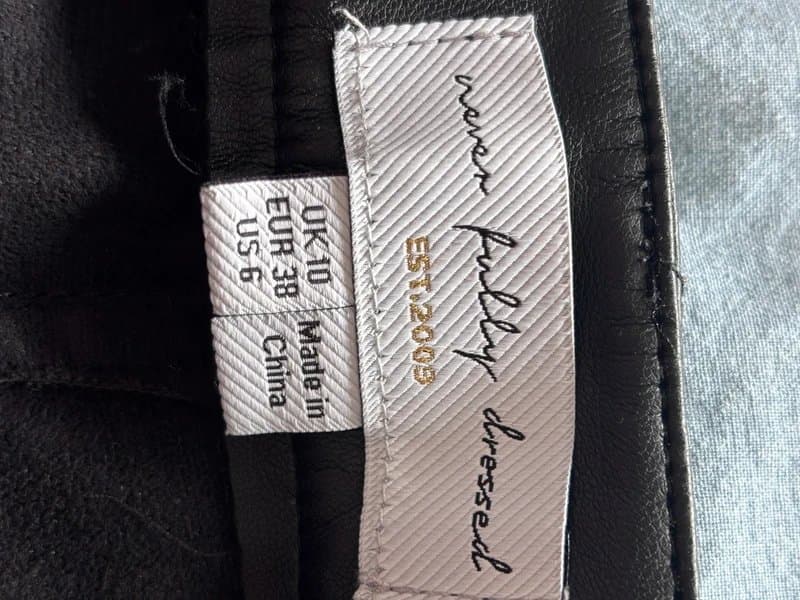 never fully dressed
EST.2009
UK 10
EUR 38
US 6
Made in
China